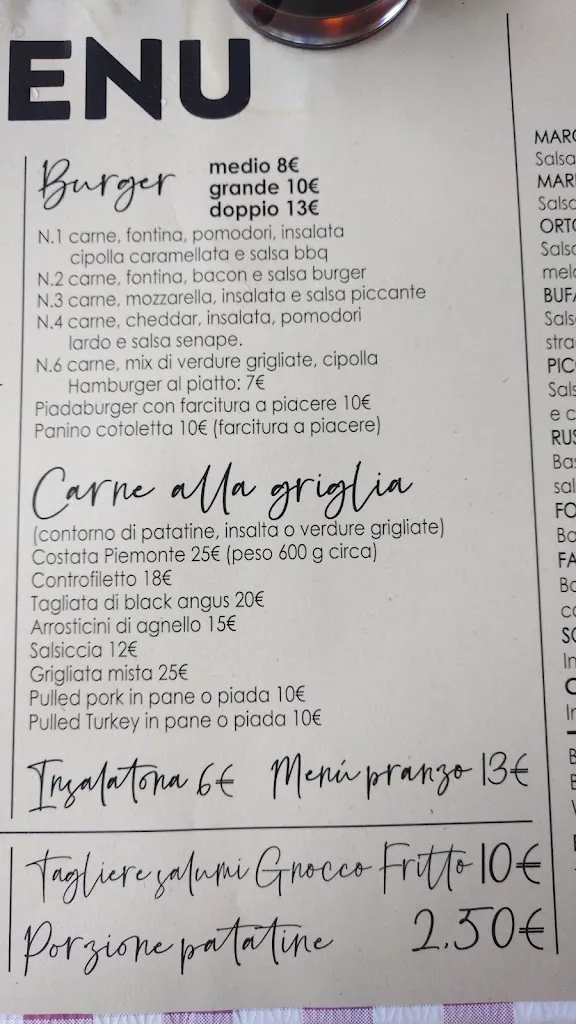 ENU
Burger
medio 8€
grande 10€
doppio 13€
N.1 carne, fontina, pomodori, insalata
cipolla caramellata e salsa bbq
N.2 carne, fontina, bacon e salsa burger
N.3 carne, mozzarella, insalata e salsa piccante
N.4 carne, cheddar, insalata, pomodori
lardo e salsa senape.
N.6 carne, mix di verdure grigliate, cipolla
Hamburger al piatto: 7€
Piadaburger con farcitura a piacere 10€
Panino cotoletta 10€ (farcitura a piacere)
Carne alla griglia
(contorno di patatine, insalta o verdure grigliate)
Costata Piemonte 25€ (peso 600 g circa)
Controfiletto 18€
Tagliata di black angus 20€
Arrosticini di agnello 15€
Salsiccia 12€
Grigliata mista 25€
Pulled pork in pane o piada 10€
Pulled Turkey in pane o piada 10€
Insalatona 6€ Menú pranzo 13€
Tagliere salumi Gnocco Fritto 10€
Porzione patatine 2.50€
Salsa